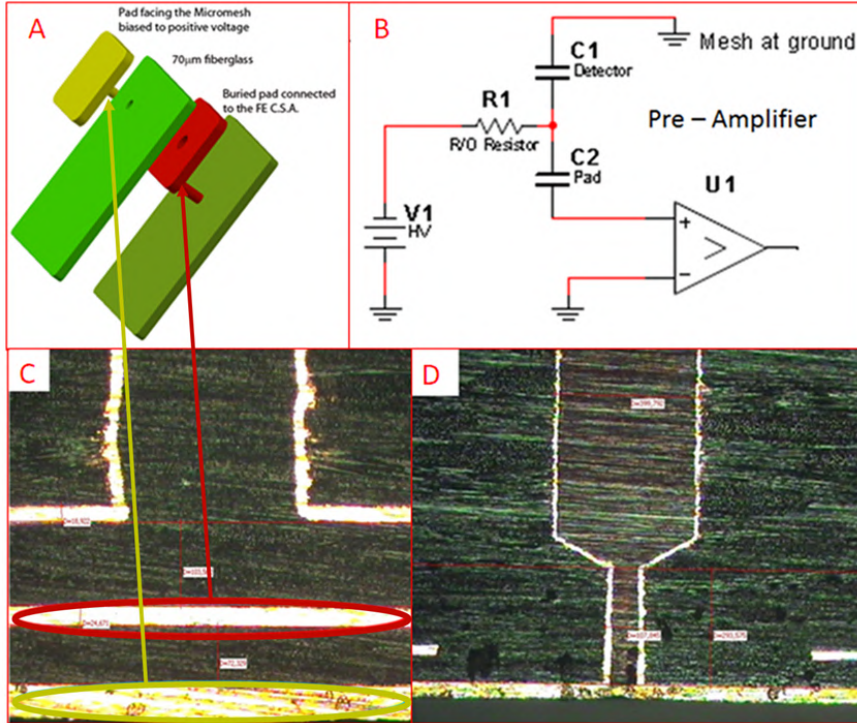 A
Pad facing the Micromesh
biased to positive voltage
70µm fiberglass
Buried pad connected
to the FE C.S.A.
B
C1
Detector
Mesh at ground
R1
R/O Resistor
Pre – Amplifier
C2
Pad
U1
V1
HV
+
>
−
C
D